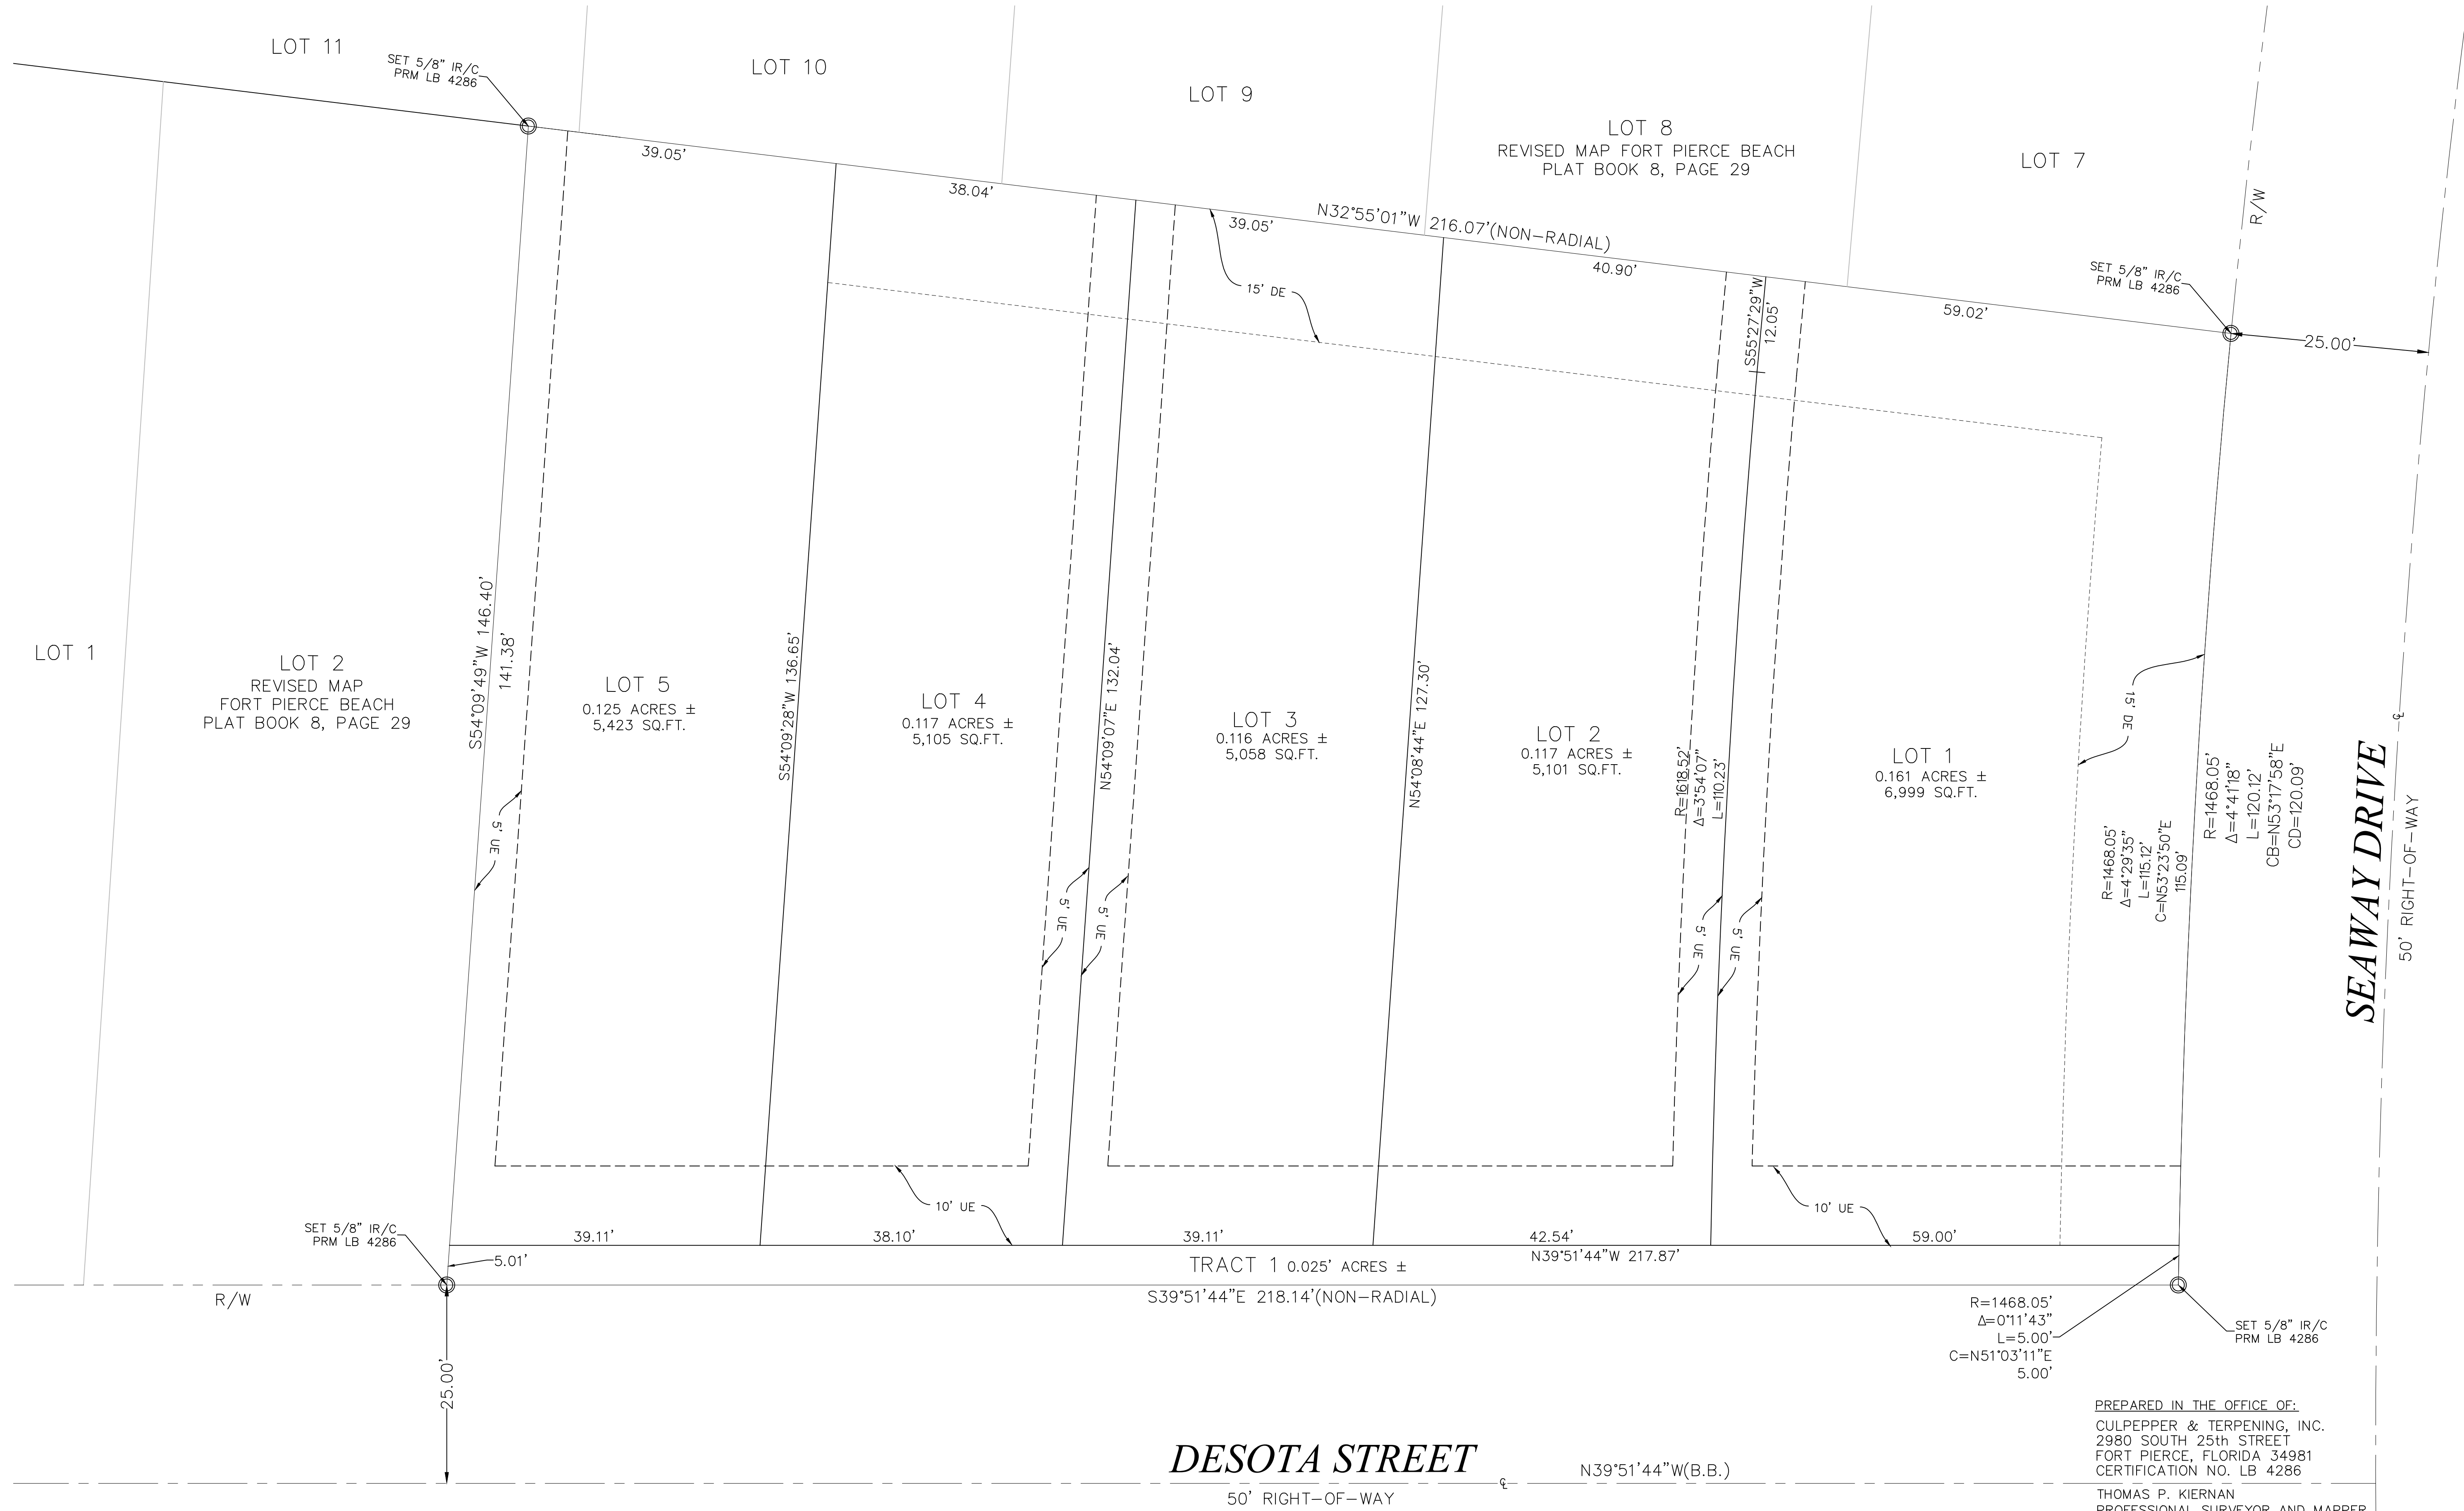 LOT 11
SET 5/8" IR/C
PRM LB 4286
LOT 10
LOT 9
LOT 8
REVISED MAP FORT PIERCE BEACH
PLAT BOOK 8, PAGE 29
LOT 7
R/W
39.05'
38.04'
39.05'
N32°55'01"W 216.07'(NON-RADIAL)
40.90'
59.02'
SET 5/8" IR/C
PRM LB 4286
25.00'
15' DE
S55°27'29"W
12.05'
LOT 1
LOT 2
REVISED MAP
FORT PIERCE BEACH
PLAT BOOK 8, PAGE 29
S54°09'49"W 146.40'
141.38'
5' UE
LOT 5
0.125 ACRES ±
5,423 SQ.FT.
S54°09'28"W 136.65'
LOT 4
0.117 ACRES ±
5,105 SQ.FT.
N54°09'07"E 132.04'
5' UE
5' UE
LOT 3
0.116 ACRES ±
5,058 SQ.FT.
N54°08'44"E 127.30'
LOT 2
0.117 ACRES ±
5,101 SQ.FT.
R=1618.52'
Δ=3°54'07"
L=110.23'
5' UE
5' UE
LOT 1
0.161 ACRES ±
6,999 SQ.FT.
15' DE
R=1468.05'
Δ=4°29'35"
L=115.12'
C=N53°23'50"E
115.09'
R=1468.05'
Δ=4°41'18"
L=120.12'
CB=N53°17'58"E
CD=120.09'
SEAWAY DRIVE
50' RIGHT-OF-WAY
SET 5/8" IR/C
PRM LB 4286
10' UE
10' UE
39.11'
38.10'
39.11'
42.54'
59.00'
5.01'
TRACT 1 0.025' ACRES ±
N39°51'44"W 217.87'
R/W
S39°51'44"E 218.14'(NON-RADIAL)
R=1468.05'
Δ=0°11'43"
L=5.00'
C=N51°03'11"E
5.00'
SET 5/8" IR/C
PRM LB 4286
25.00'
DESOTA STREET
N39°51'44"W(B.B.)
50' RIGHT-OF-WAY
PREPARED IN THE OFFICE OF:
CULPEPPER & TERPENING, INC.
2980 SOUTH 25th STREET
FORT PIERCE, FLORIDA 34981
CERTIFICATION NO. LB 4286
THOMAS P. KIERNAN
PROFESSIONAL SURVEYOR AND MAPPER